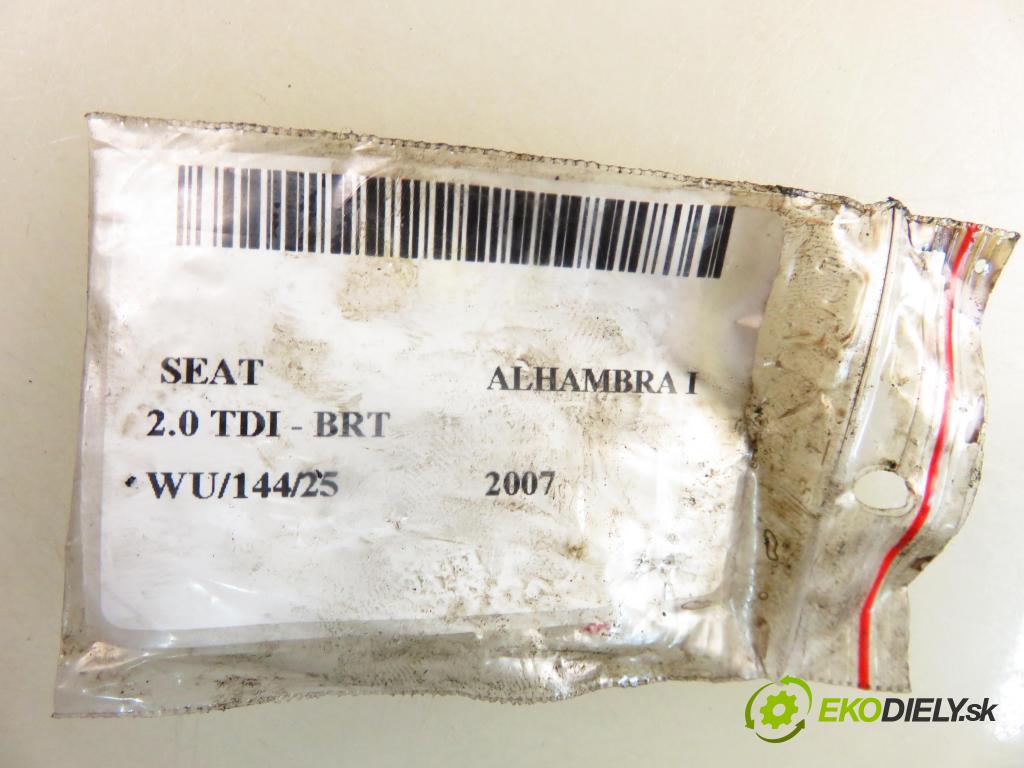 SEAT ALHAMBRA I
2.0 TDI - BRT
WU/144/25 2007
EKODIELY.sk